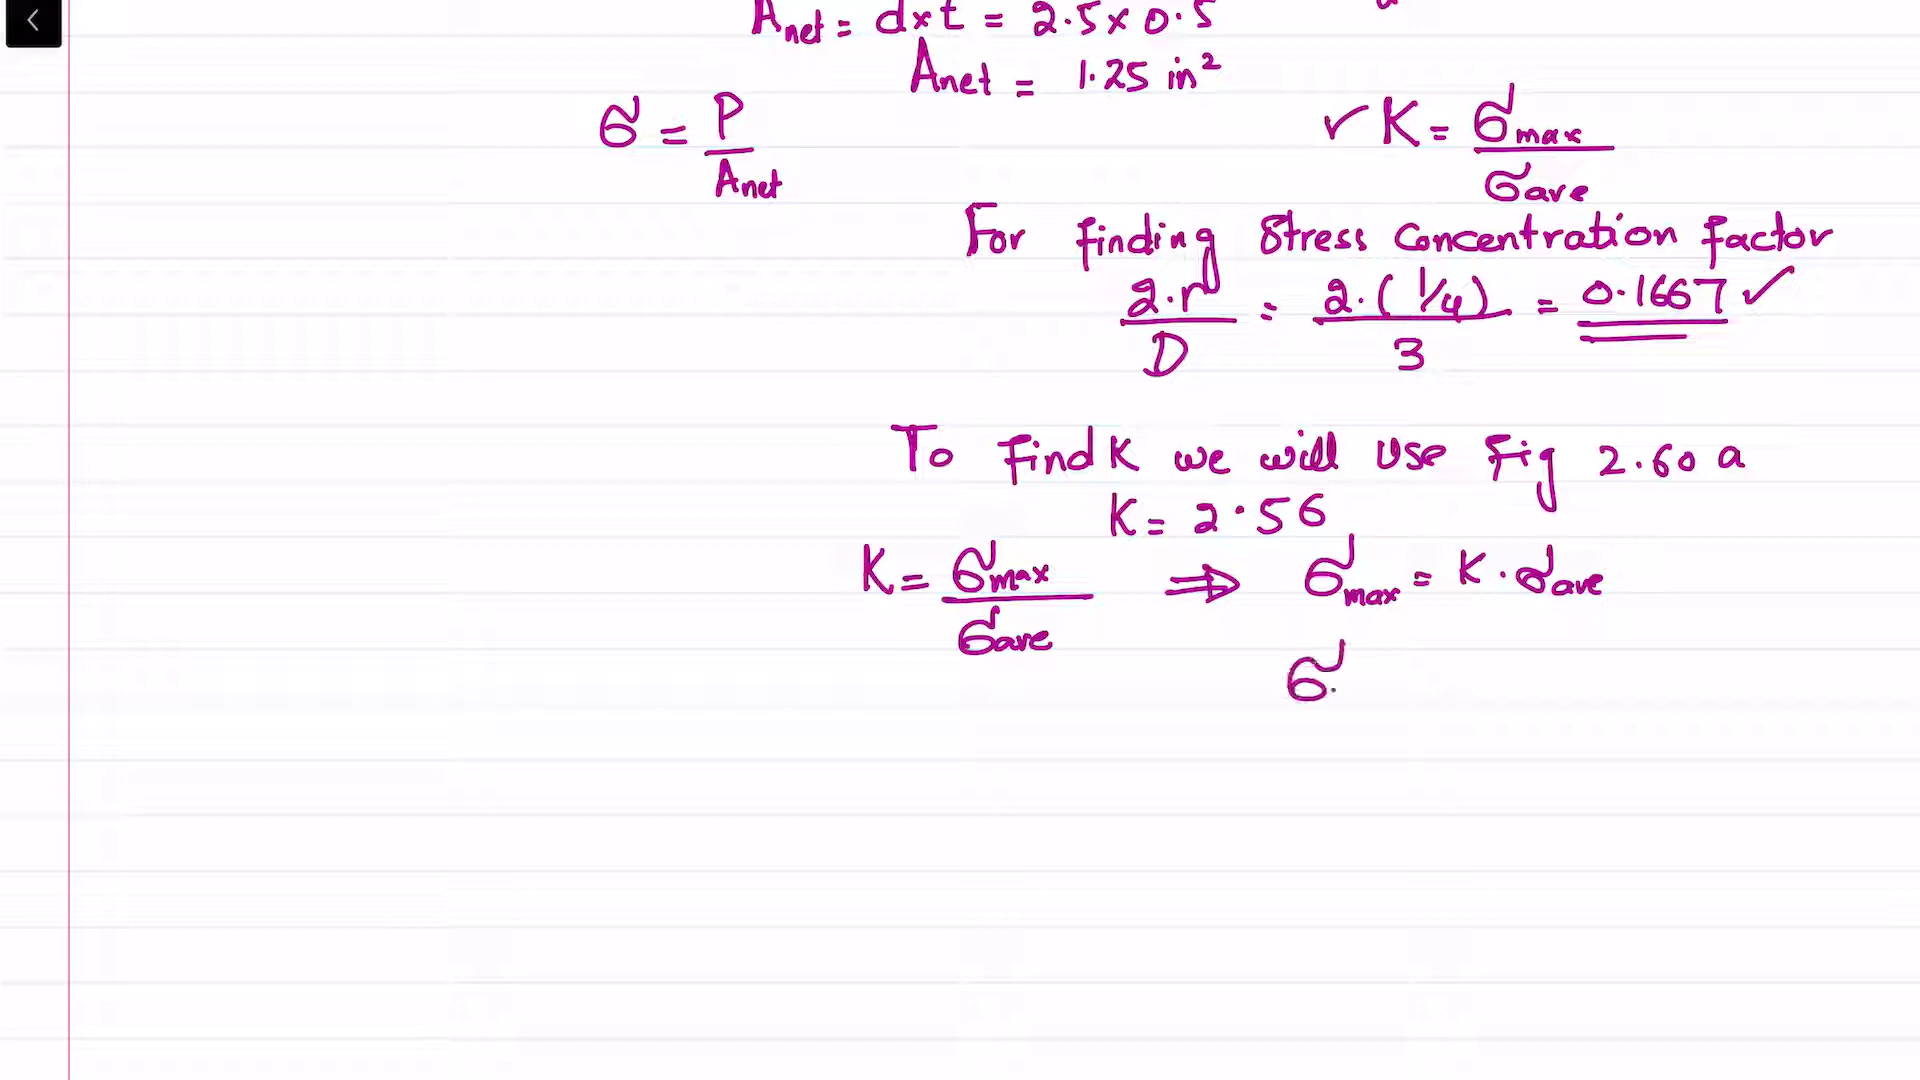 Anet = d×t = 2.5×0.5
Anet = 1.25 in²
σ = P/Anet
✓ K = σmax/σave
For finding Stress Concentration factor
2.r/D = 2.(1/4)/3 = 0.1667 ✓
To Find K we will use Fig 2.60 a
K = 2.56
K = σmax/σave ⇒ σmax = K . σave
σ